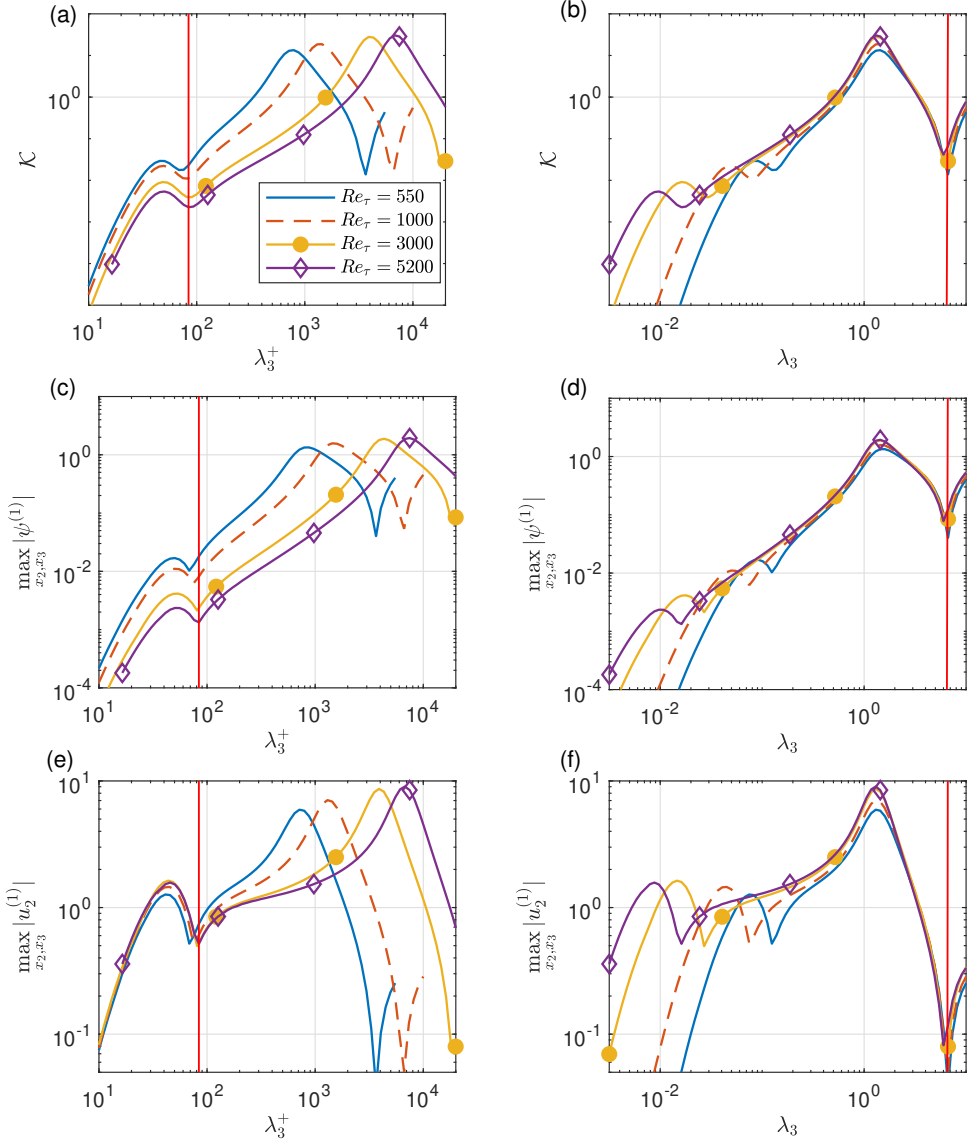 (a)
(b)
10^0
10^0
𝒦
𝒦
Re_τ = 550
Re_τ = 1000
Re_τ = 3000
Re_τ = 5200
10^1 10^2 10^3 10^4
10^-2 10^0
λ_3^+
λ_3
(c)
(d)
10^0
10^-2
10^-4
10^0
10^-2
10^-4
max_{x_2,x_3} |ψ^(1)|
max_{x_2,x_3} |ψ^(1)|
10^1 10^2 10^3 10^4
10^-2 10^0
λ_3^+
λ_3
(e)
(f)
10^1
10^0
10^-1
10^1
10^0
10^-1
max_{x_2,x_3} |u_2^(1)|
max_{x_2,x_3} |u_2^(1)|
10^1 10^2 10^3 10^4
10^-2 10^0
λ_3^+
λ_3